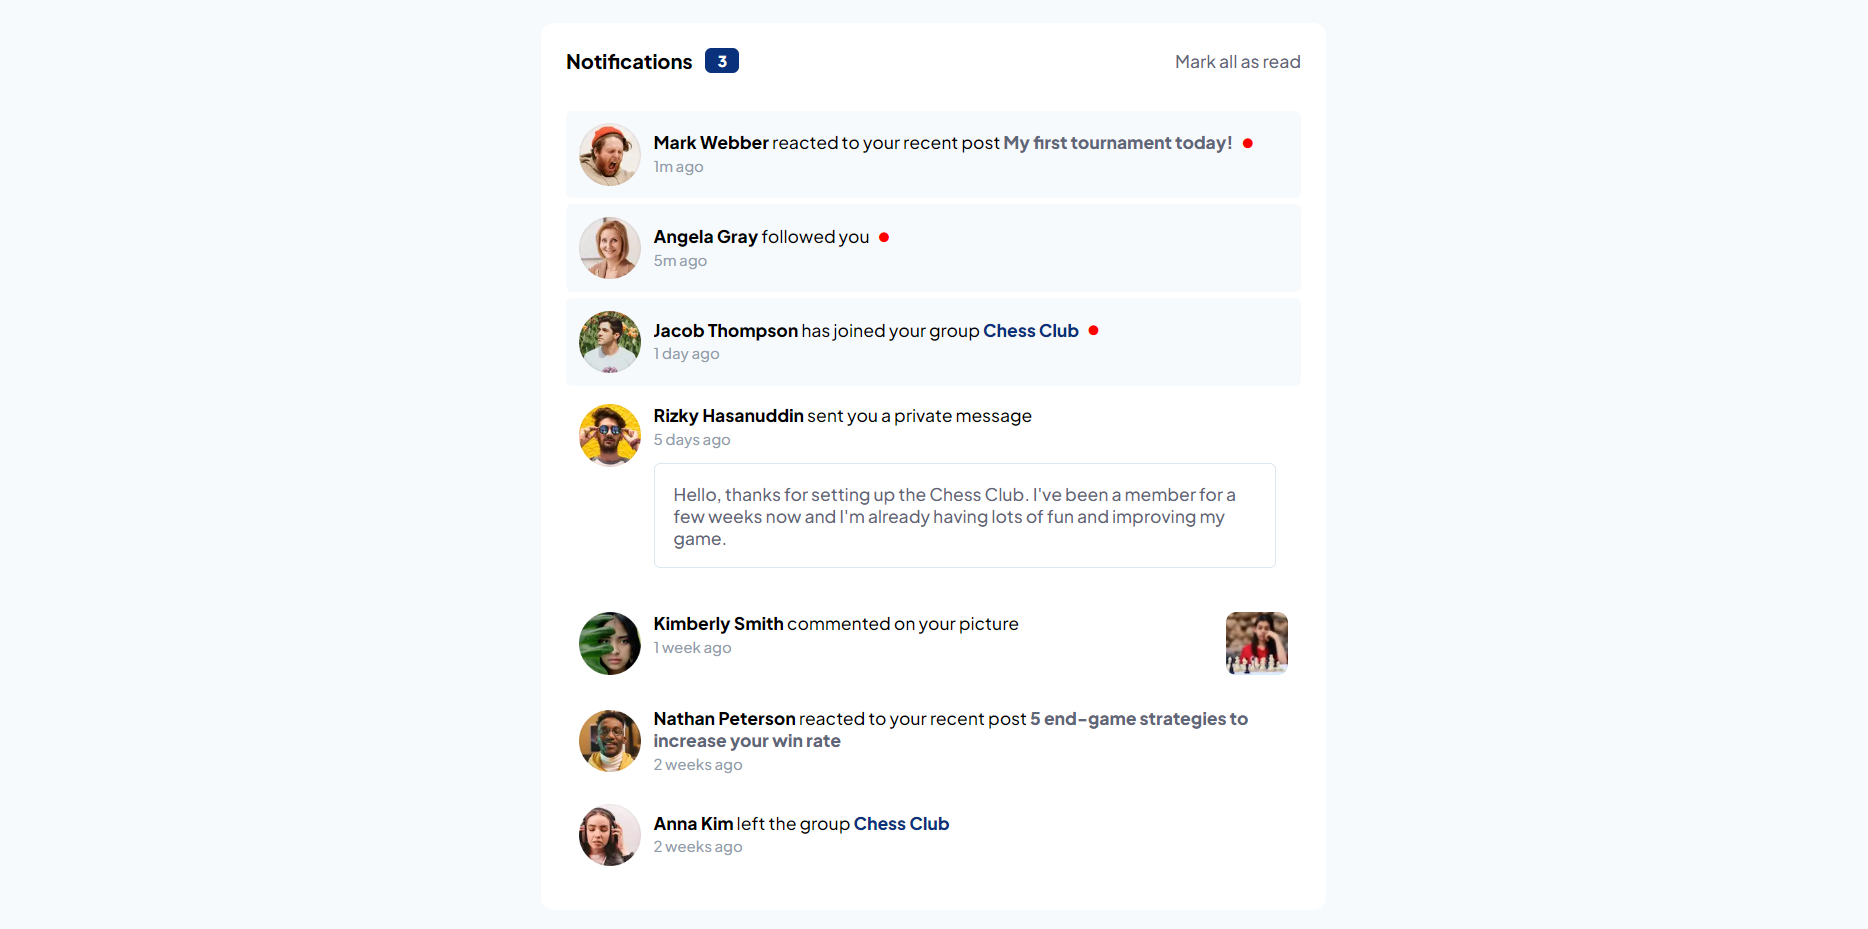 Notifications 3
Mark all as read
Mark Webber reacted to your recent post My first tournament today!
1m ago
Angela Gray followed you
5m ago
Jacob Thompson has joined your group Chess Club
1 day ago
Rizky Hasanuddin sent you a private message
5 days ago
Hello, thanks for setting up the Chess Club. I've been a member for a
few weeks now and I'm already having lots of fun and improving my
game.
Kimberly Smith commented on your picture
1 week ago
Nathan Peterson reacted to your recent post 5 end-game strategies to
increase your win rate
2 weeks ago
Anna Kim left the group Chess Club
2 weeks ago